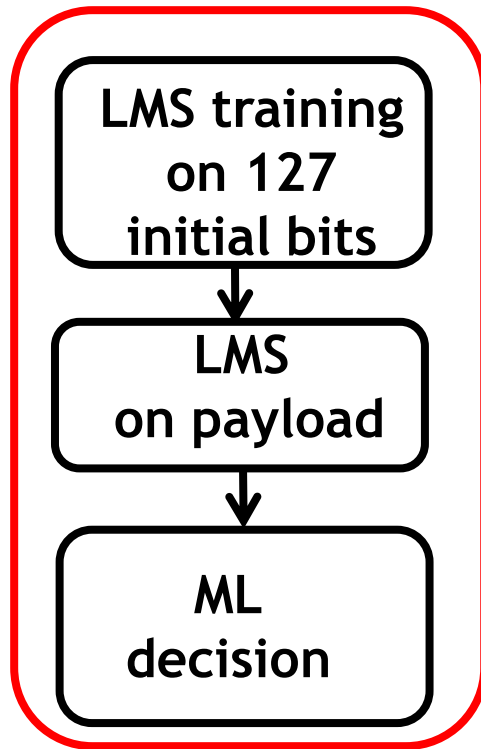 LMS training
on 127
initial bits
LMS
on payload
ML
decision